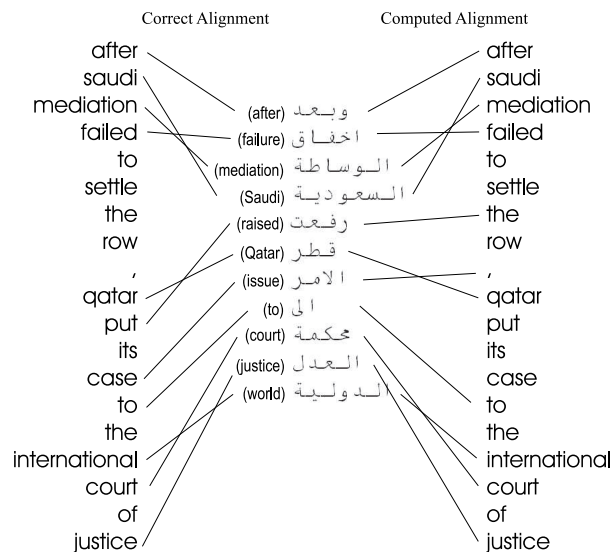 Correct Alignment
Computed Alignment
after
saudi
mediation
failed
to
settle
the
row
,
qatar
put
its
case
to
the
international
court
of
justice
(after) وبعد
(failure) اخفاق
(mediation) الوساطة
(Saudi) السعودية
(raised) رفعت
(Qatar) قطر
(issue) الامر
(to) الى
(court) محكمة
(justice) العدل
(world) الدولية
after
saudi
mediation
failed
to
settle
the
row
,
qatar
put
its
case
to
the
international
court
of
justice